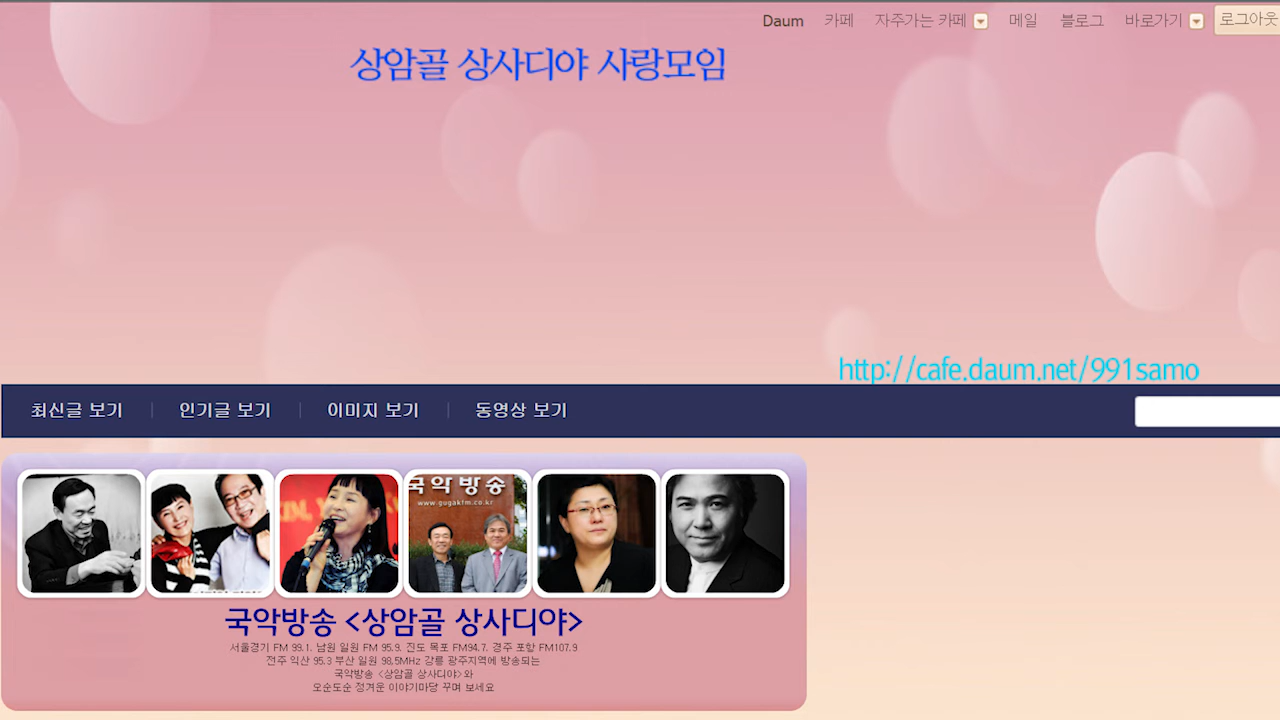 Daum 카페 자주가는 카페 메일 블로그 바로가기 로그아웃
상암골 상사디야 사랑모임
http://cafe.daum.net/991samo
최신글 보기 | 인기글 보기 | 이미지 보기 | 동영상 보기
국악방송
www.gugakfm.co.kr
국악방송 <상암골 상사디야>
서울경기 FM 99.1. 남원 일원 FM 95.9. 진도 목포 FM94.7. 경주 포항 FM107.9
전주 익산 95.3 부산 일원 98.5MHz 강릉 광주지역에 방송되는
국악방송 <상암골 상사디야>와
오순도순 정겨운 이야기마당 꾸며 보세요